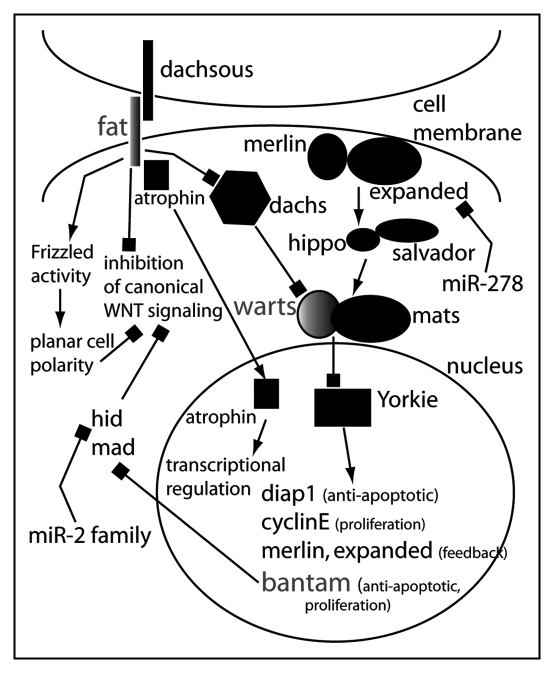 dachsous
fat
cell
membrane
merlin
expanded
atrophin
dachs
hippo
salvador
Frizzled
activity
inhibition
of canonical
WNT signaling
miR-278
warts
mats
planar cell
polarity
nucleus
hid
mad
atrophin
Yorkie
transcriptional
regulation
diap1 (anti-apoptotic)
cyclinE (proliferation)
merlin, expanded (feedback)
miR-2 family
bantam (anti-apoptotic,
proliferation)